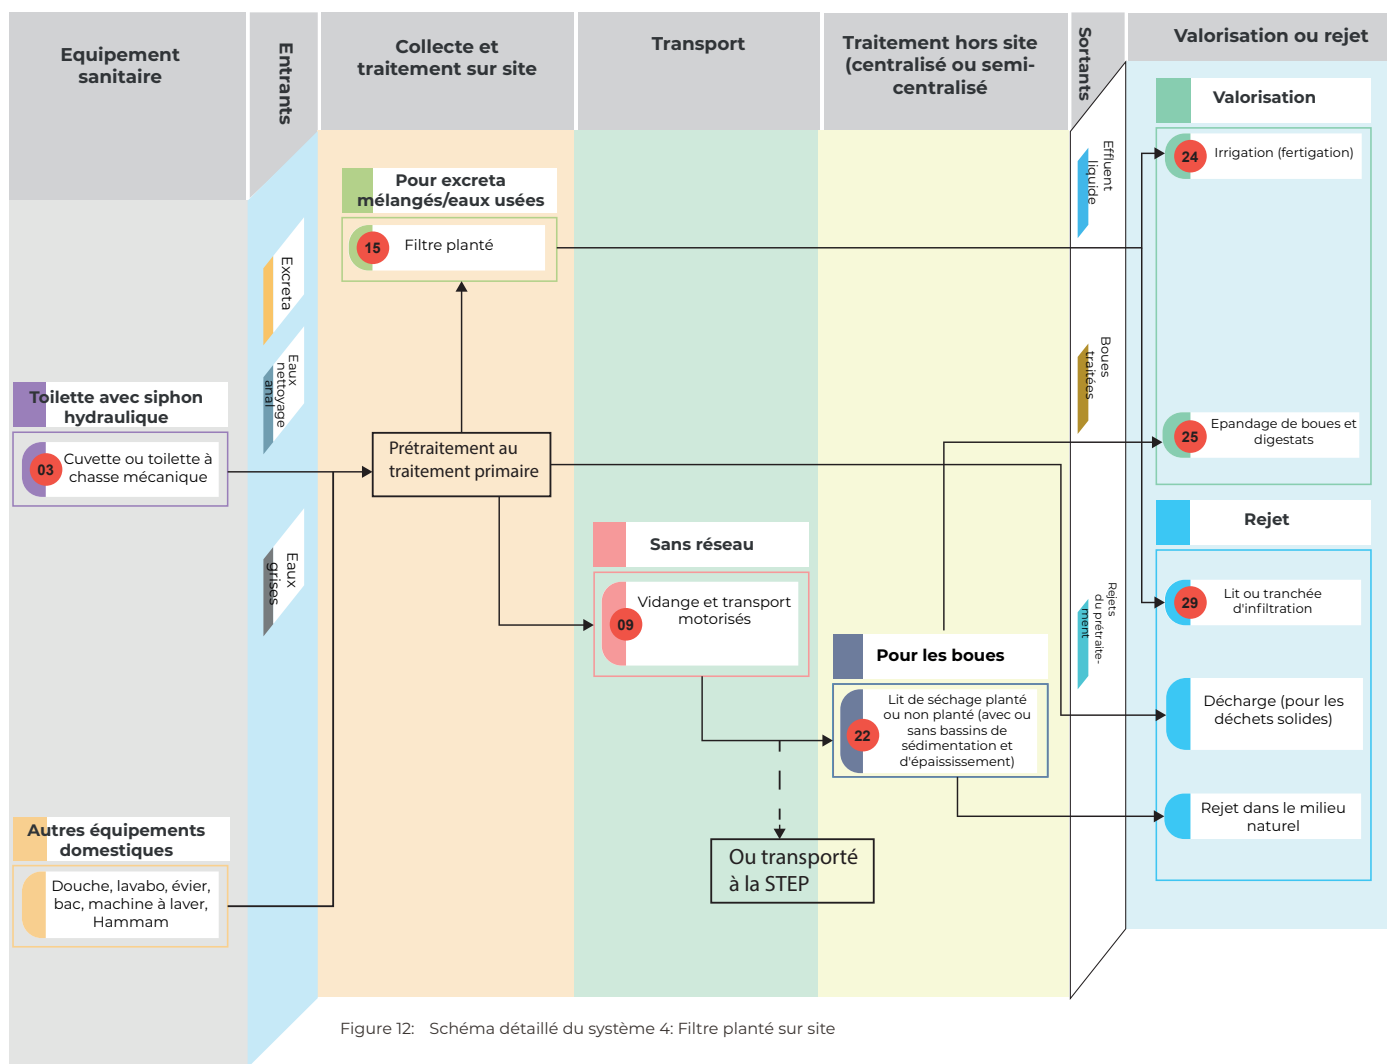 Equipement
sanitaire
Entrants
Collecte et
traitement sur site
Transport
Traitement hors site
(centralisé ou semi-
centralisé
Sortants
Valorisation ou rejet
Toilette avec siphon
hydraulique
03
Cuvette ou toilette à
chasse mécanique
Autres équipements
domestiques
Douche, lavabo, évier,
bac, machine à laver,
Hammam
Excreta
Eaux
nettoyage
anal
Eaux
grises
Pour excreta
mélangés/eaux usées
15
Filtre planté
Prétraitement au
traitement primaire
Sans réseau
09
Vidange et transport
motorisés
Ou transporté
à la STEP
Pour les boues
22
Lit de séchage planté
ou non planté (avec ou
sans bassins de
sédimentation et
d'épaississement)
Effluent
liquide
Boues
traitées
Rejets
du prétraite-
ment
Valorisation
24
Irrigation (fertigation)
25
Epandage de boues et
digestats
Rejet
29
Lit ou tranchée
d'infiltration
Décharge (pour les
déchets solides)
Rejet dans le milieu
naturel
Figure 12: Schéma détaillé du système 4: Filtre planté sur site